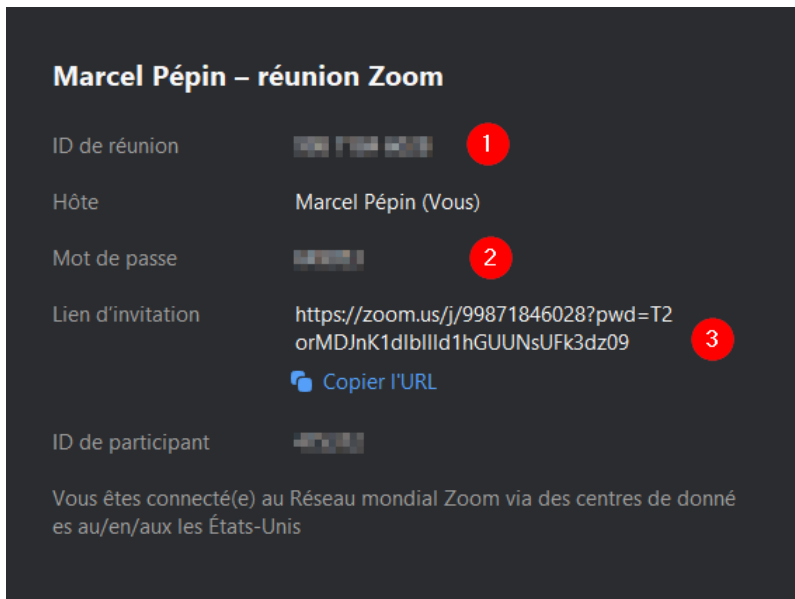 Marcel Pépin – réunion Zoom
ID de réunion
1
Hôte Marcel Pépin (Vous)
Mot de passe
2
Lien d'invitation https://zoom.us/j/99871846028?pwd=T2
orMDJnK1dIbIlld1hGUUNsUFk3dz09
3
Copier l'URL
ID de participant
Vous êtes connecté(e) au Réseau mondial Zoom via des centres de donné
es au/en/aux les États-Unis